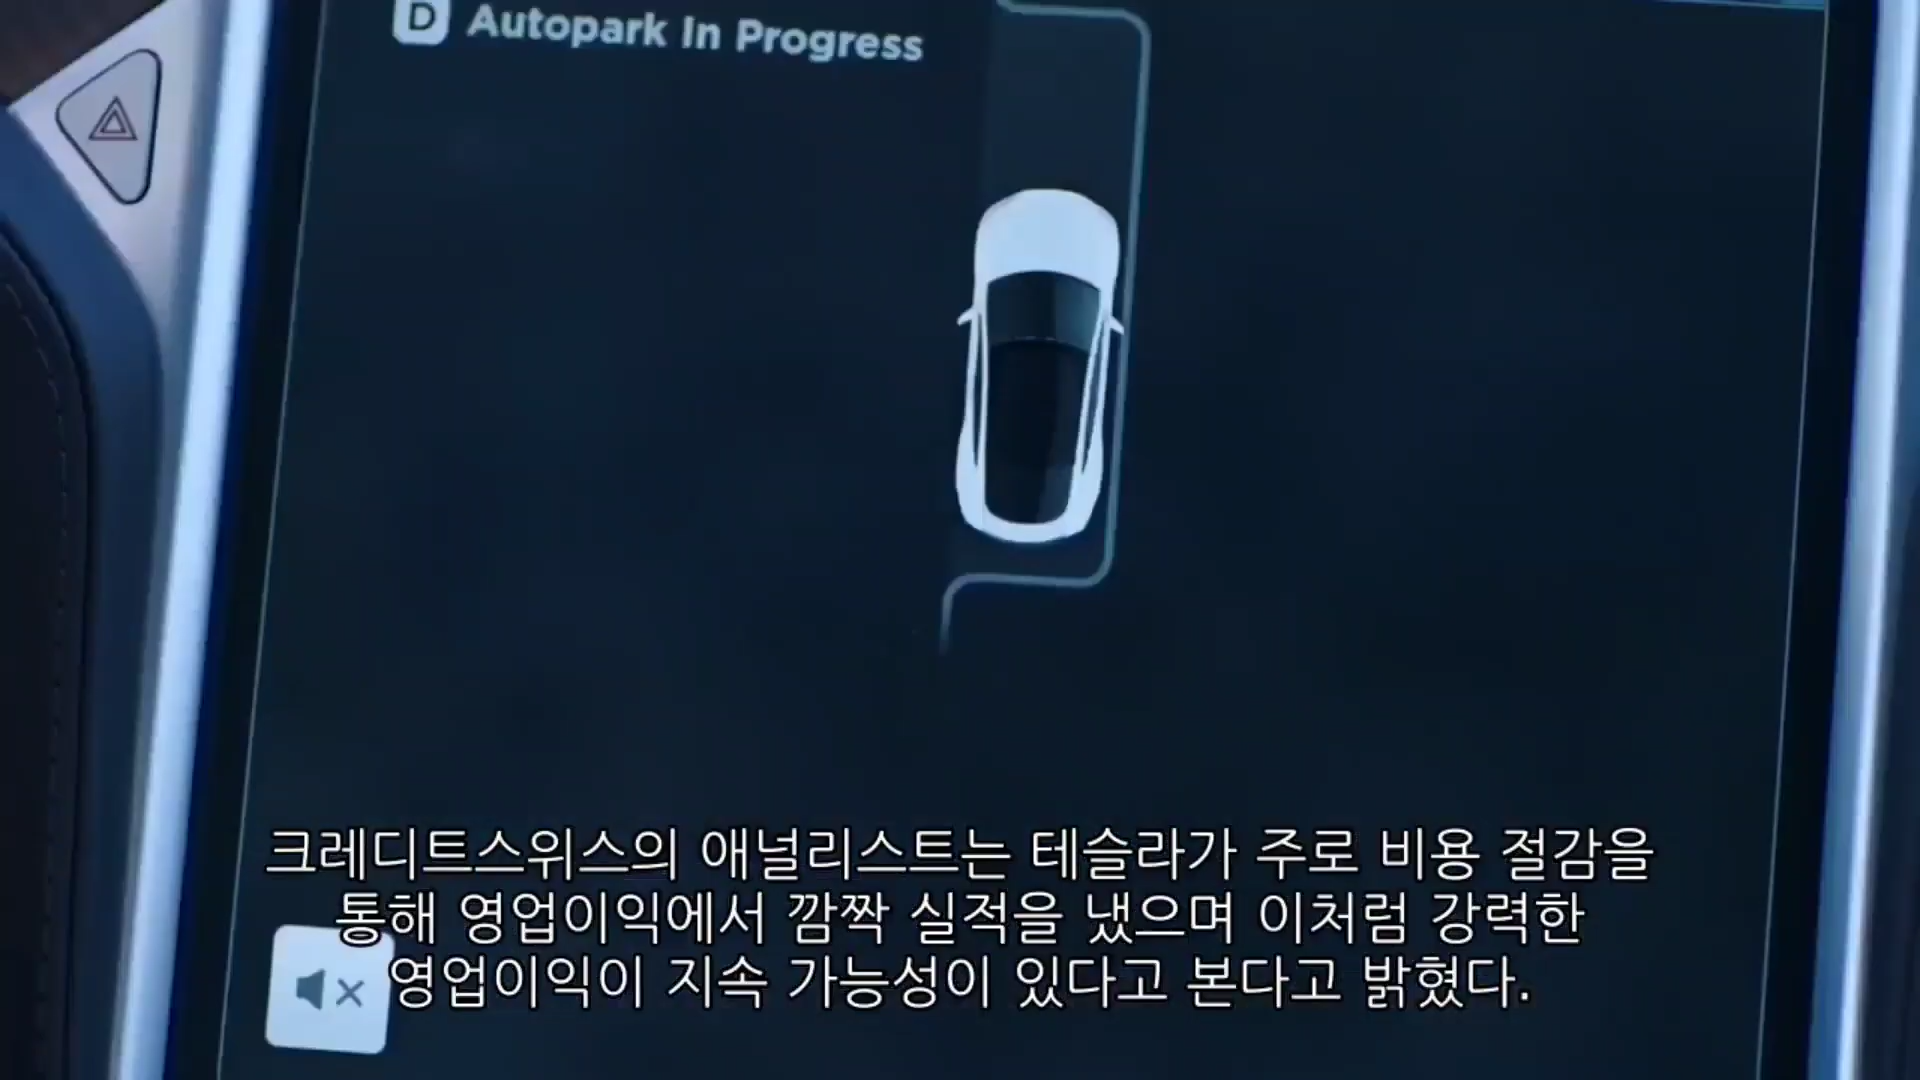 D Autopark In Progress
크레디트스위스의 애널리스트는 테슬라가 주로 비용 절감을
통해 영업이익에서 깜짝 실적을 냈으며 이처럼 강력한
영업이익이 지속 가능성이 있다고 본다고 밝혔다.